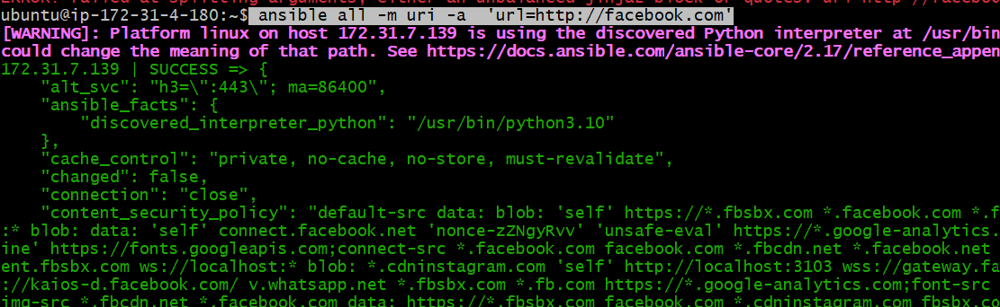 ERROR! failed at splitting arguments, either an unbalanced jinja2 block or quotes: url=http://facebook
ubuntu@ip-172-31-4-180:~$ ansible all -m uri -a  'url=http://facebook.com'
[WARNING]: Platform linux on host 172.31.7.139 is using the discovered Python interpreter at /usr/bin
could change the meaning of that path. See https://docs.ansible.com/ansible-core/2.17/reference_appen
172.31.7.139 | SUCCESS => {
    "alt_svc": "h3=\":443\"; ma=86400",
    "ansible_facts": {
        "discovered_interpreter_python": "/usr/bin/python3.10"
    },
    "cache_control": "private, no-cache, no-store, must-revalidate",
    "changed": false,
    "connection": "close",
    "content_security_policy": "default-src data: blob: 'self' https://*.fbsbx.com *.facebook.com *.f
:* blob: data: 'self' connect.facebook.net 'nonce-zZNgyRvv' 'unsafe-eval' https://*.google-analytics.
ine' https://fonts.googleapis.com;connect-src *.facebook.com facebook.com *.fbcdn.net *.facebook.net
ent.fbsbx.com ws://localhost:* blob: *.cdninstagram.com 'self' http://localhost:3103 wss://gateway.fa
://kaios-d.facebook.com/ v.whatsapp.net *.fbsbx.com *.fb.com https://*.google-analytics.com;font-src
img-src *.fbcdn.net *.facebook.com data: https://*.fbsbx.com facebook.com *.cdninstagram.com fbsbx.co